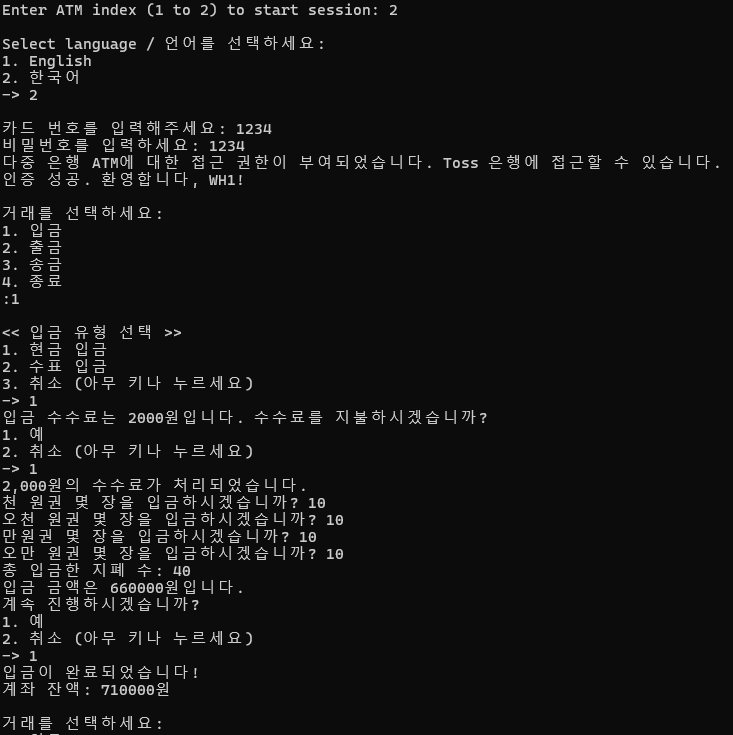 Enter ATM index (1 to 2) to start session: 2
Select language / 언어를 선택하세요:
1. English
2. 한국어
-> 2
카드 번호를 입력해주세요: 1234
비밀번호를 입력하세요: 1234
다중 은행 ATM에 대한 접근 권한이 부여되었습니다. Toss 은행에 접근할 수 있습니다.
인증 성공. 환영합니다, WH1!
거래를 선택하세요:
1. 입금
2. 출금
3. 송금
4. 종료
:1
<< 입금 유형 선택 >>
1. 현금 입금
2. 수표 입금
3. 취소 (아무 키나 누르세요)
-> 1
입금 수수료는 2000원입니다. 수수료를 지불하시겠습니까?
1. 예
2. 취소 (아무 키나 누르세요)
-> 1
2,000원의 수수료가 처리되었습니다.
천 원권 몇 장을 입금하시겠습니까? 10
오천 원권 몇 장을 입금하시겠습니까? 10
만원권 몇 장을 입금하시겠습니까? 10
오만 원권 몇 장을 입금하시겠습니까? 10
총 입금한 지폐 수: 40
입금 금액은 660000원입니다.
계속 진행하시겠습니까?
1. 예
2. 취소 (아무 키나 누르세요)
-> 1
입금이 완료되었습니다!
계좌 잔액: 710000원
거래를 선택하세요: